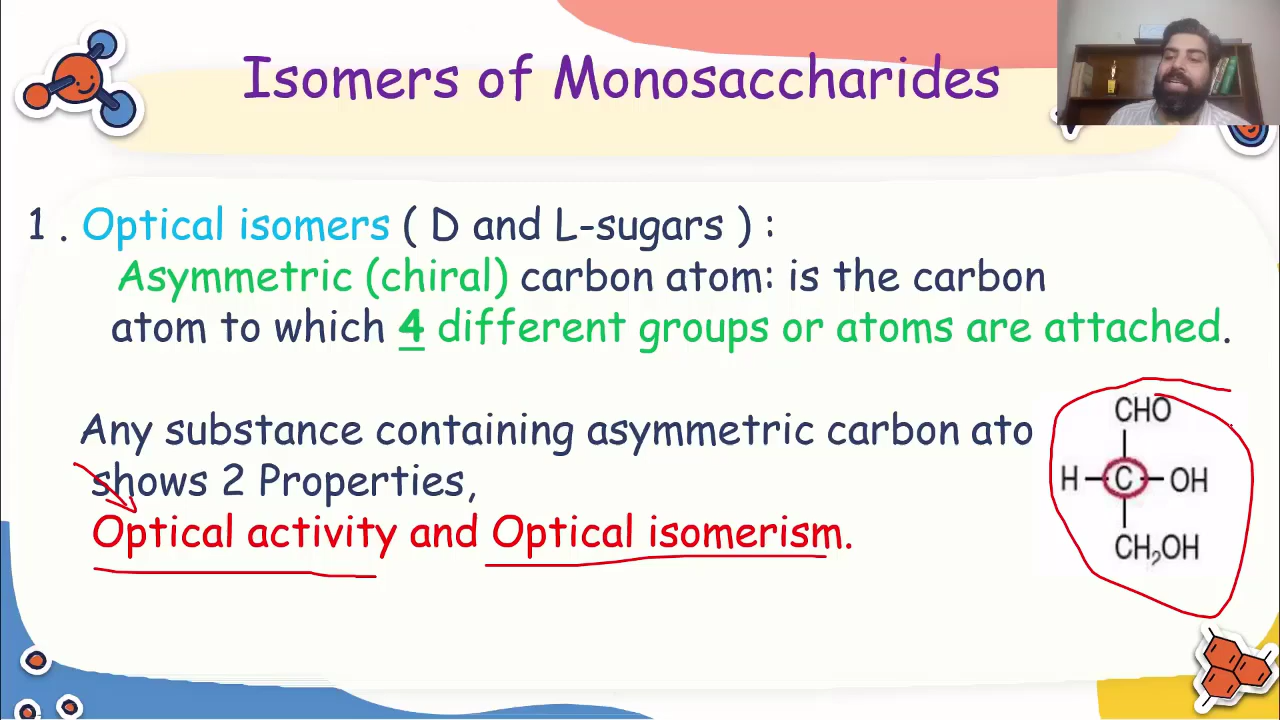 Isomers of Monosaccharides
1 . Optical isomers ( D and L-sugars ) :
Asymmetric (chiral) carbon atom: is the carbon
atom to which 4 different groups or atoms are attached.
Any substance containing asymmetric carbon ato
shows 2 Properties,
Optical activity and Optical isomerism.
CHO
H-C-OH
CH₂OH